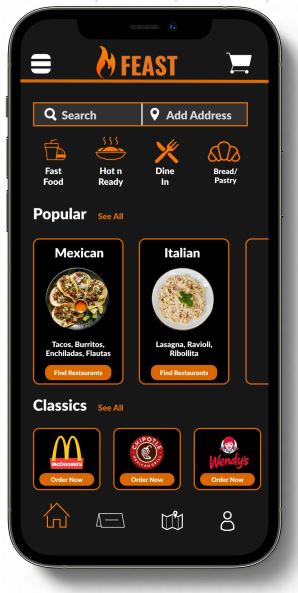 FEAST
Search
Add Address
Fast
Food
Hot n
Ready
Dine
In
Bread/
Pastry
Popular See All
Mexican
Tacos, Burritos,
Enchiladas, Flautas
Find Restaurants
Italian
Lasagna, Ravioli,
Ribollita
Find Restaurants
Classics See All
McDonald's
Order Now
CHIPOTLE
MEXICAN GRILL
Order Now
Wendy's
Order Now